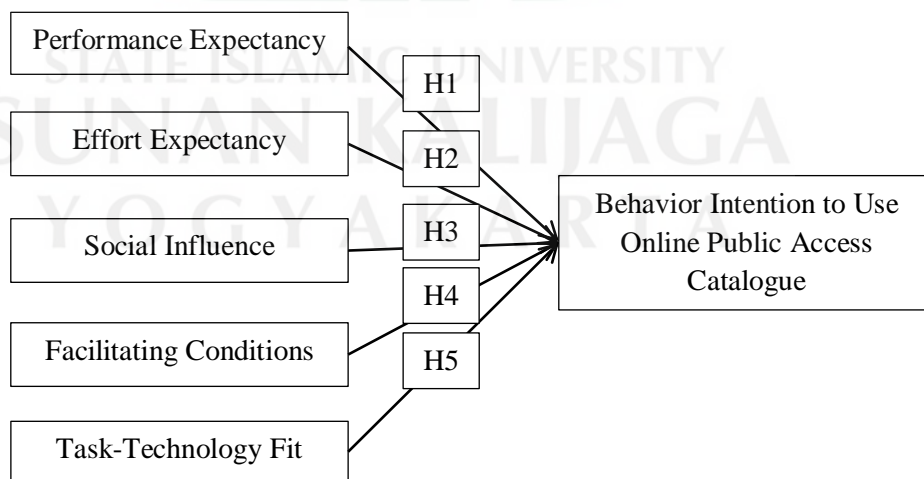 Performance Expectancy
STATE ISLAMIC UNIVERSITY
H1
SUNAN KALIJAGA
Effort Expectancy
H2
YOGYAKARTA
Social Influence
H3
Behavior Intention to Use
Online Public Access
Catalogue
H4
Facilitating Conditions
H5
Task-Technology Fit